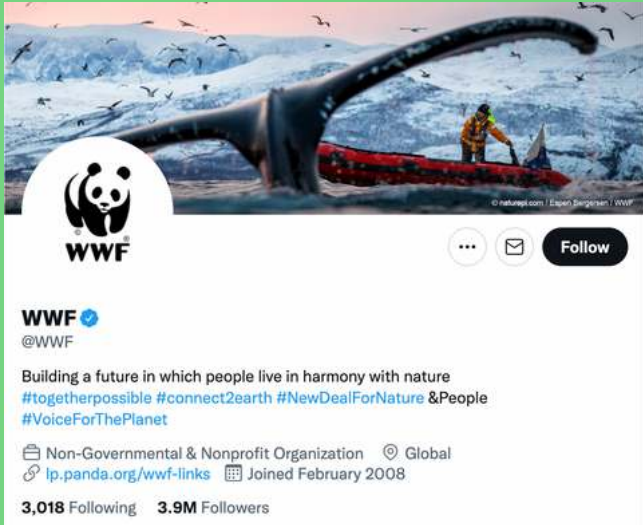 © naturepl.com / Espen Bergersen / WWF
WWF
Follow
WWF
@WWF
Building a future in which people live in harmony with nature
#togetherpossible #connect2earth #NewDealForNature &People
#VoiceForThePlanet
Non-Governmental & Nonprofit Organization Global
lp.panda.org/wwf-links Joined February 2008
3,018 Following 3.9M Followers